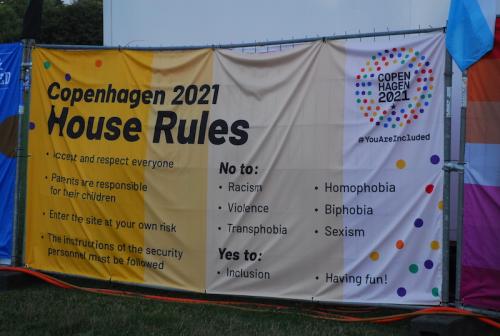 Copenhagen 2021
House Rules
• Accept and respect everyone
• Parents are responsible
for their children
• Enter the site at your own risk
• The instructions of the security
personnel must be followed
No to:
• Racism
• Violence
• Transphobia
• Homophobia
• Biphobia
• Sexism
Yes to:
• Inclusion
• Having fun!
COPEN
HAGEN
2021
#YouAreIncluded